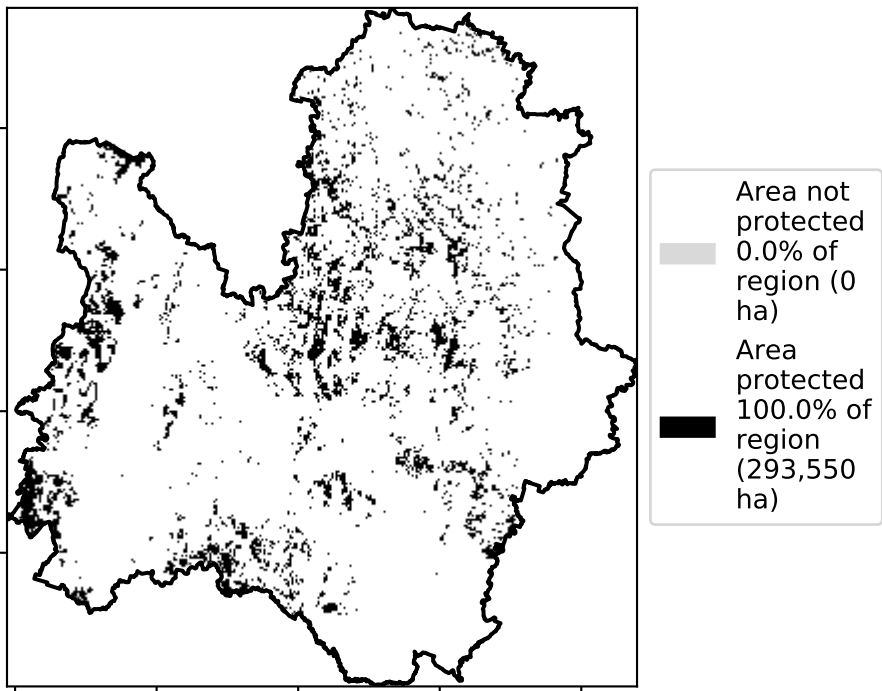 Area not
protected
0.0% of
region (0
ha)
Area
protected
100.0% of
region
(293,550
ha)